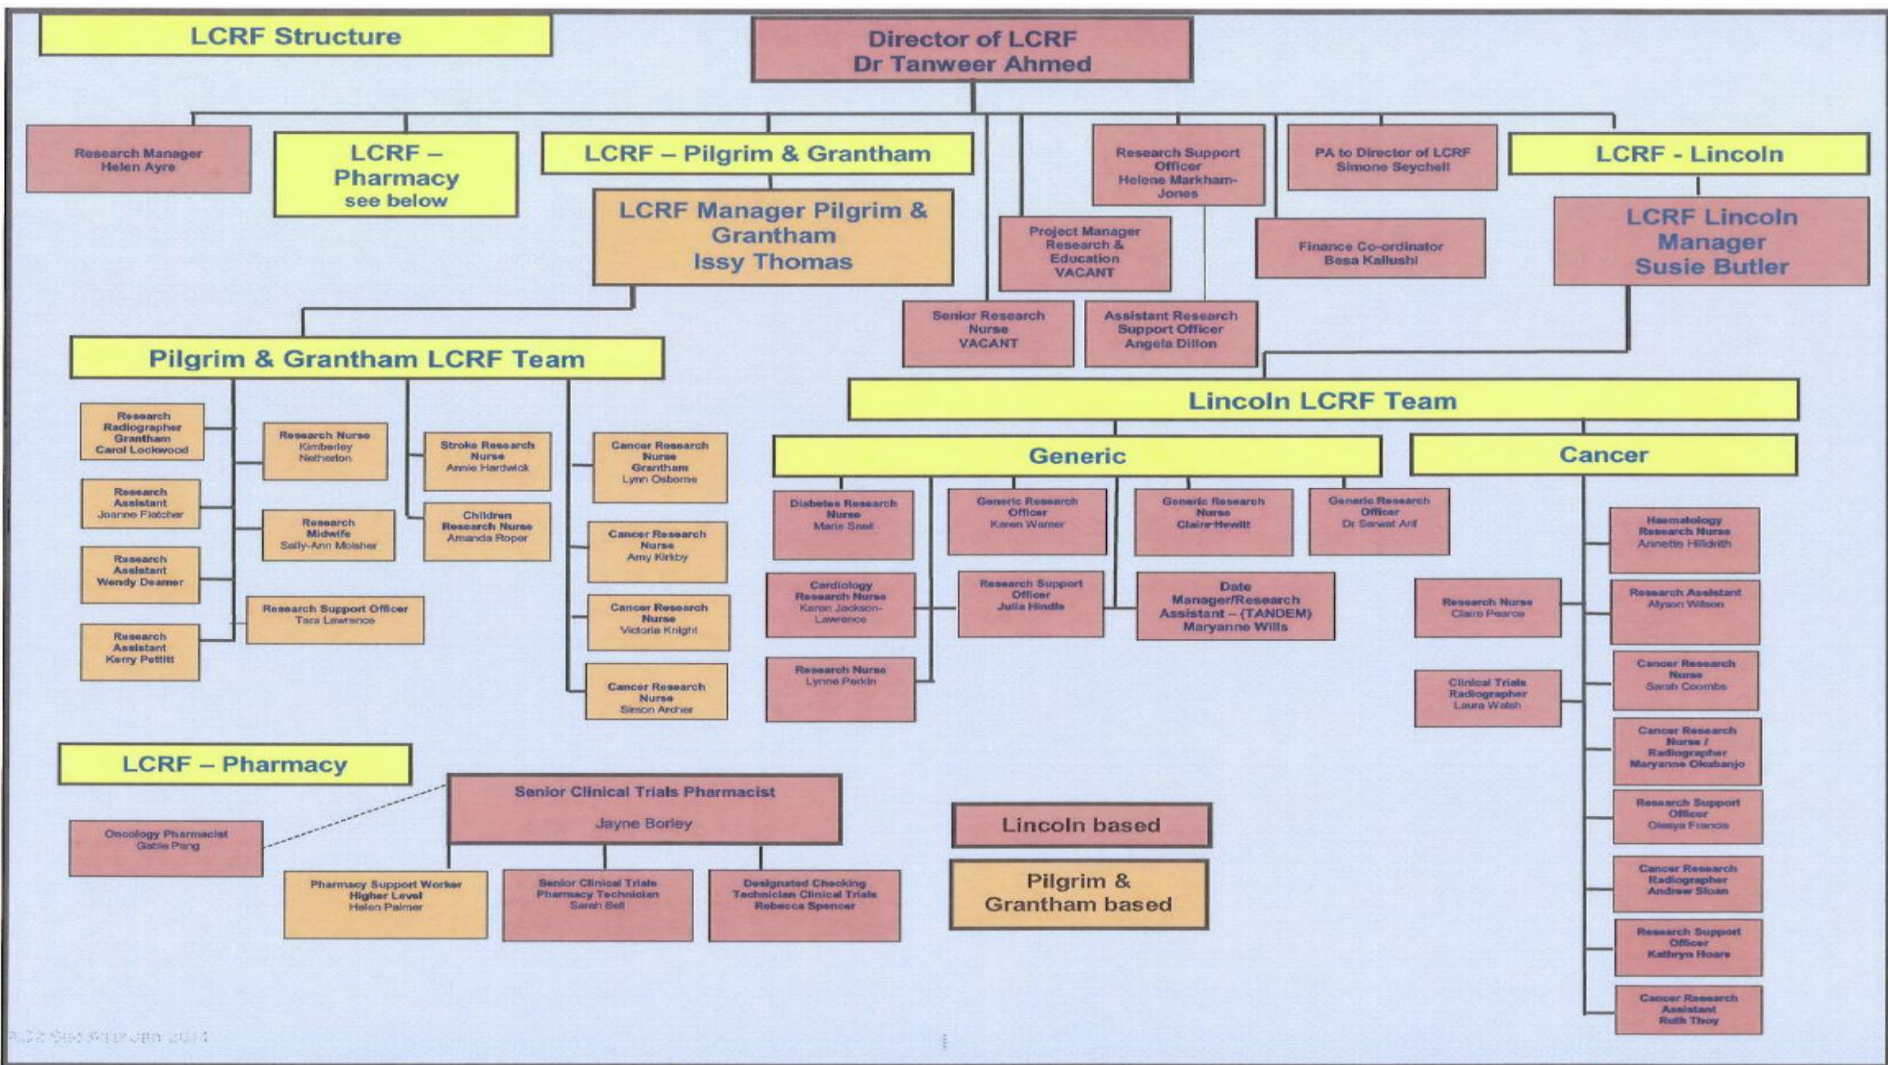 LCRF Structure
Director of LCRF
Dr Tanweer Ahmed
Research Manager
Helen Ayre
LCRF –
Pharmacy
see below
LCRF – Pilgrim & Grantham
LCRF Manager Pilgrim &
Grantham
Issy Thomas
Research Support
Officer
Helene Markham-
Jones
PA to Director of LCRF
Simone Seychell
LCRF - Lincoln
LCRF Lincoln
Manager
Susie Butler
Project Manager
Research &
Education
VACANT
Finance Co-ordinator
Besa Kallushi
Senior Research
Nurse
VACANT
Assistant Research
Support Officer
Angela Dillon
Pilgrim & Grantham LCRF Team
Research
Radiographer
Grantham
Carol Lockwood
Research Nurse
Kimberley
Netherton
Stroke Research
Nurse
Annie Hardwick
Cancer Research
Nurse
Grantham
Lynn Osborne
Research
Assistant
Joanne Fletcher
Research
Midwife
Sally-Ann Molsher
Children
Research Nurse
Amanda Roper
Cancer Research
Nurse
Amy Kirkby
Research
Assistant
Wendy Deamer
Research Support Officer
Tara Lawrence
Cancer Research
Nurse
Victoria Knight
Research
Assistant
Kerry Pettitt
Cancer Research
Nurse
Simon Archer
Lincoln LCRF Team
Generic
Diabetes Research
Nurse
Marie Snell
Generic Research
Officer
Karen Warner
Generic Research
Nurse
Claire Hewitt
Generic Research
Officer
Dr Sarwat Arif
Cardiology
Research Nurse
Karen Jackson-
Lawrence
Research Support
Officer
Julia Hindle
Date
Manager/Research
Assistant – (TANDEM)
Maryanne Wills
Research Nurse
Lynne Perkin
Cancer
Haematology
Research Nurse
Annette Hilldrith
Research Nurse
Claire Pearce
Research Assistant
Alyson Wilson
Clinical Trials
Radiographer
Laura Walsh
Cancer Research
Nurse
Sarah Coombs
Cancer Research
Nurse /
Radiographer
Maryanne Okubanjo
Research Support
Officer
Olesya Francis
Cancer Research
Radiographer
Andrew Sloan
Research Support
Officer
Kathryn Hoare
Cancer Research
Assistant
Ruth Thoy
LCRF – Pharmacy
Senior Clinical Trials Pharmacist
Jayne Borley
Oncology Pharmacist
Gabie Pang
Pharmacy Support Worker
Higher Level
Helen Palmer
Senior Clinical Trials
Pharmacy Technician
Sarah Bell
Designated Checking
Technician Clinical Trials
Rebecca Spencer
Lincoln based
Pilgrim &
Grantham based